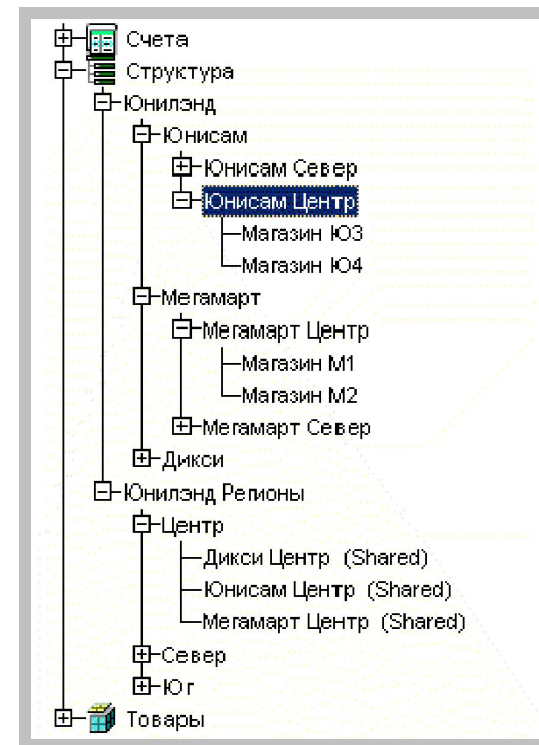 Счета
Структура
Юнилэнд
Юнисам
Юнисам Север
Юнисам Центр
Магазин Ю3
Магазин Ю4
Мегамарт
Мегамарт Центр
Магазин М1
Магазин М2
Мегамарт Север
Дикси
Юнилэнд Регионы
Центр
Дикси Центр (Shared)
Юнисам Центр (Shared)
Мегамарт Центр (Shared)
Север
Юг
Товары